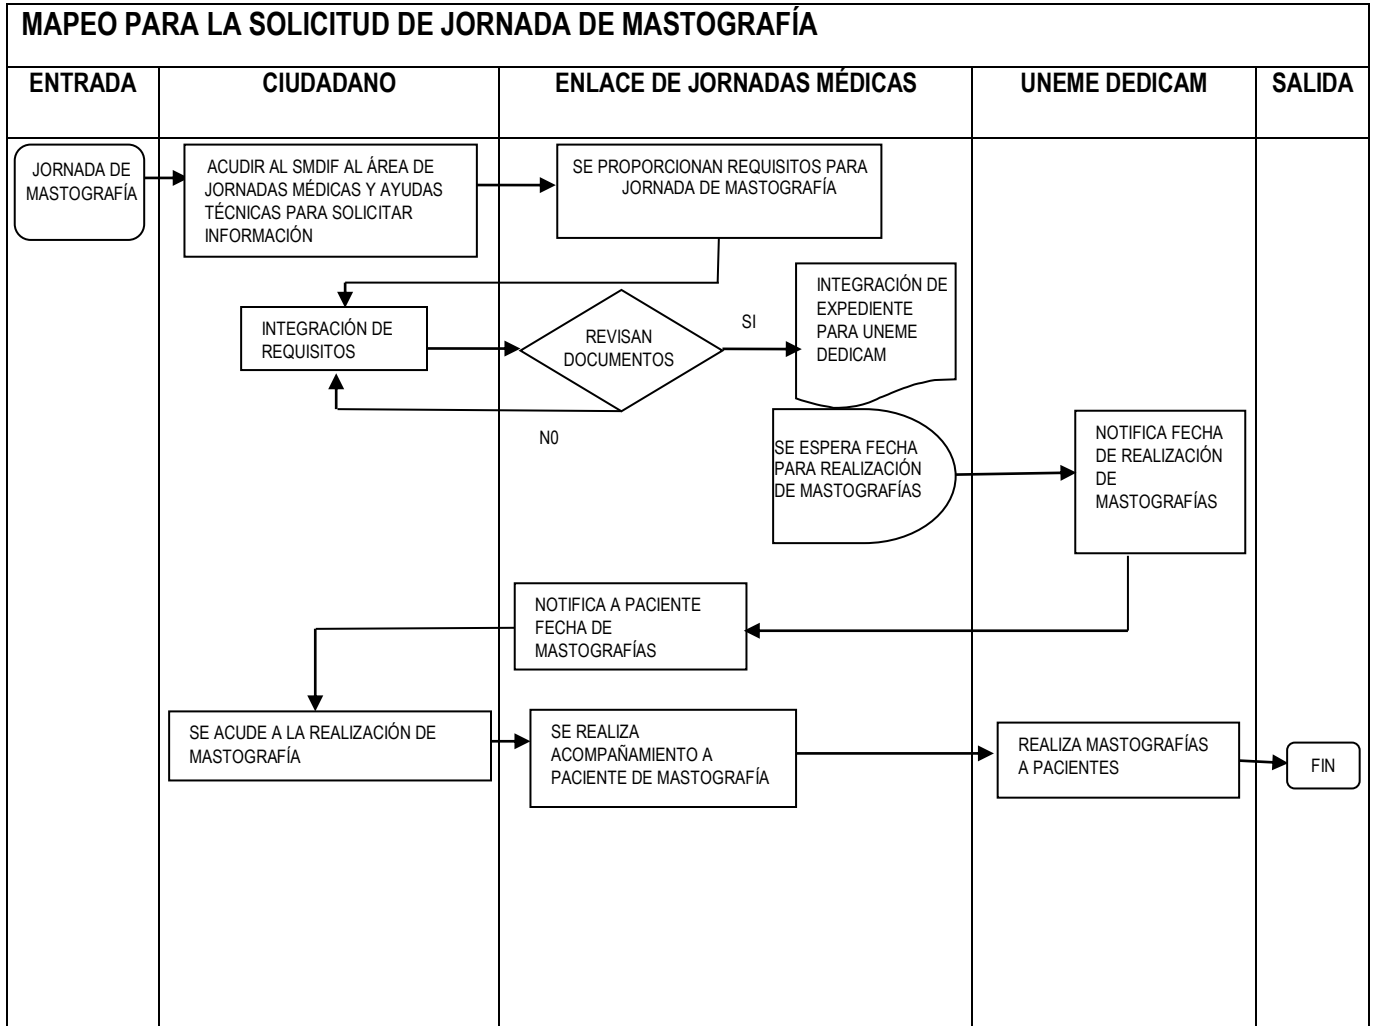 MAPEO PARA LA SOLICITUD DE JORNADA DE MASTOGRAFÍA
ENTRADA
CIUDADANO
ENLACE DE JORNADAS MÉDICAS
UNEME DEDICAM
SALIDA
JORNADA DE
MASTOGRAFÍA
ACUDIR AL SMDIF AL ÁREA DE
JORNADAS MÉDICAS Y AYUDAS
TÉCNICAS PARA SOLICITAR
INFORMACIÓN
SE PROPORCIONAN REQUISITOS PARA
JORNADA DE MASTOGRAFÍA
INTEGRACIÓN DE
REQUISITOS
REVISAN
DOCUMENTOS
SI
N0
INTEGRACIÓN DE
EXPEDIENTE
PARA UNEME
DEDICAM
SE ESPERA FECHA
PARA REALIZACIÓN
DE MASTOGRAFÍAS
NOTIFICA FECHA
DE REALIZACIÓN
DE
MASTOGRAFÍAS
NOTIFICA A PACIENTE
FECHA DE
MASTOGRAFÍAS
SE ACUDE A LA REALIZACIÓN DE
MASTOGRAFÍA
SE REALIZA
ACOMPAÑAMIENTO A
PACIENTE DE MASTOGRAFÍA
REALIZA MASTOGRAFÍAS
A PACIENTES
FIN